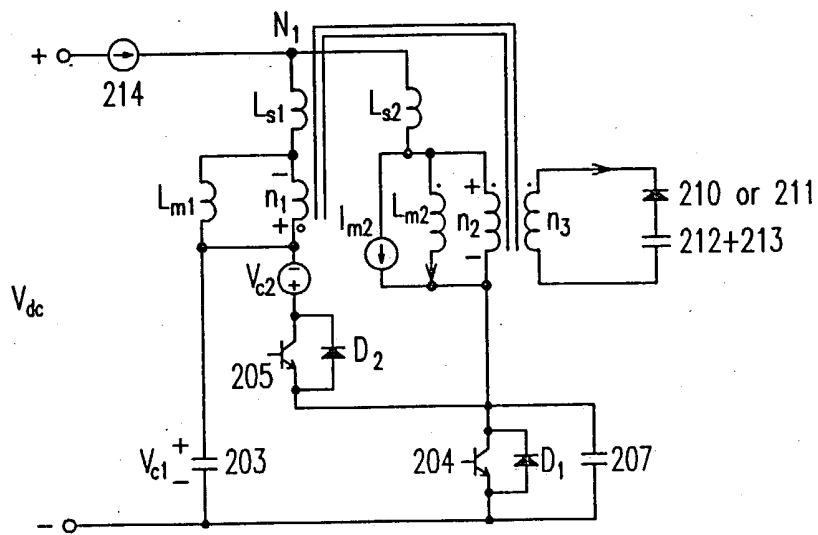 N1
+
214
Ls1
Ls2
Lm1
−
n1
+
Im2
Lm2
+
n2
−
n3
210 or 211
212+213
Vdc
Vc2
−
+
205
D2
Vc1
+
−
203
204
D1
207
−